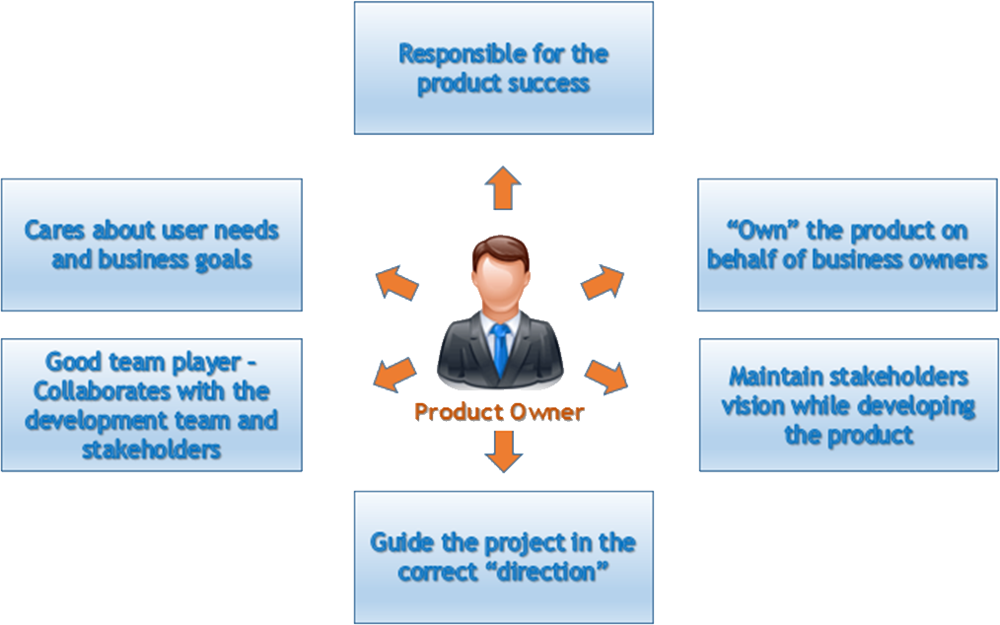 Responsible for the
product success
Cares about user needs
and business goals
“Own” the product on
behalf of business owners
Good team player -
Collaborates with the
development team and
stakeholders
Maintain stakeholders
vision while developing
the product
Product Owner
Guide the project in the
correct “direction”